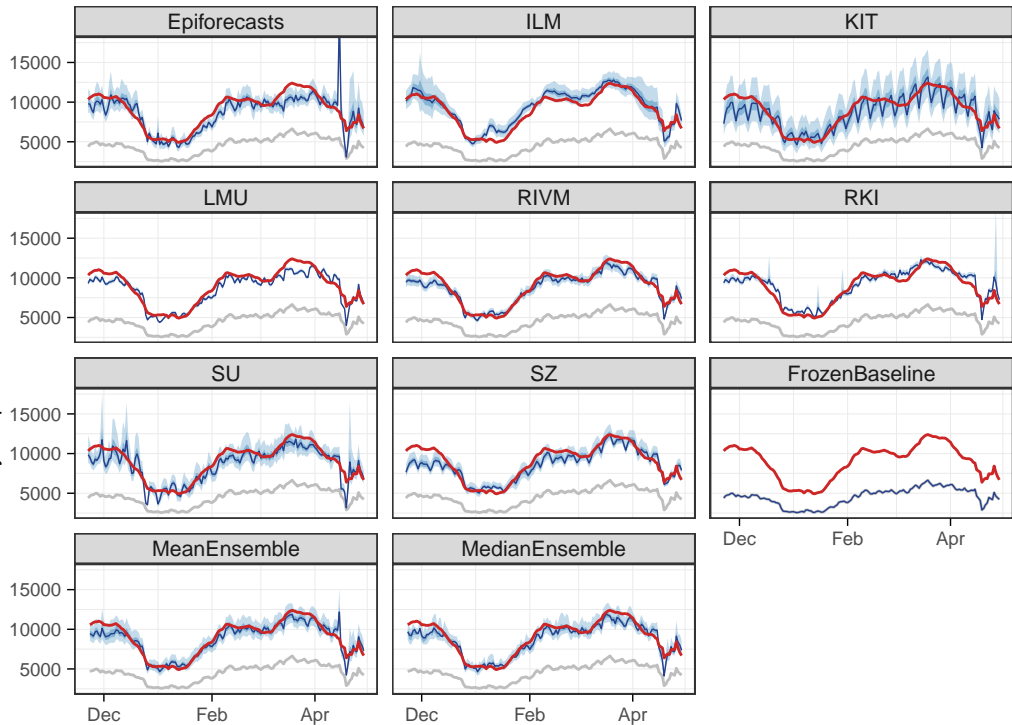 Epiforecasts ILM KIT
15000
10000
5000
LMU RIVM RKI
15000
10000
5000
SU SZ FrozenBaseline
15000
10000
5000
Dec Feb Apr
MeanEnsemble MedianEnsemble
15000
10000
5000
Dec Feb Apr Dec Feb Apr